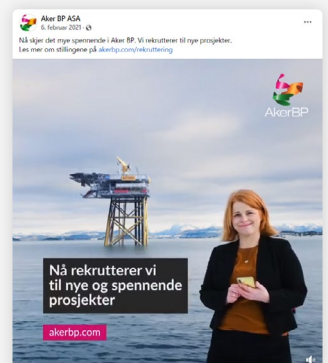 Aker BP ASA
6. februar 2021 ·
Nå skjer det mye spennende i Aker BP. Vi rekrutterer til nye prosjekter.
Les mer om stillingene på akerbp.com/rekruttering
AkerBP
Nå rekrutterer vi
til nye og spennende
prosjekter
akerbp.com